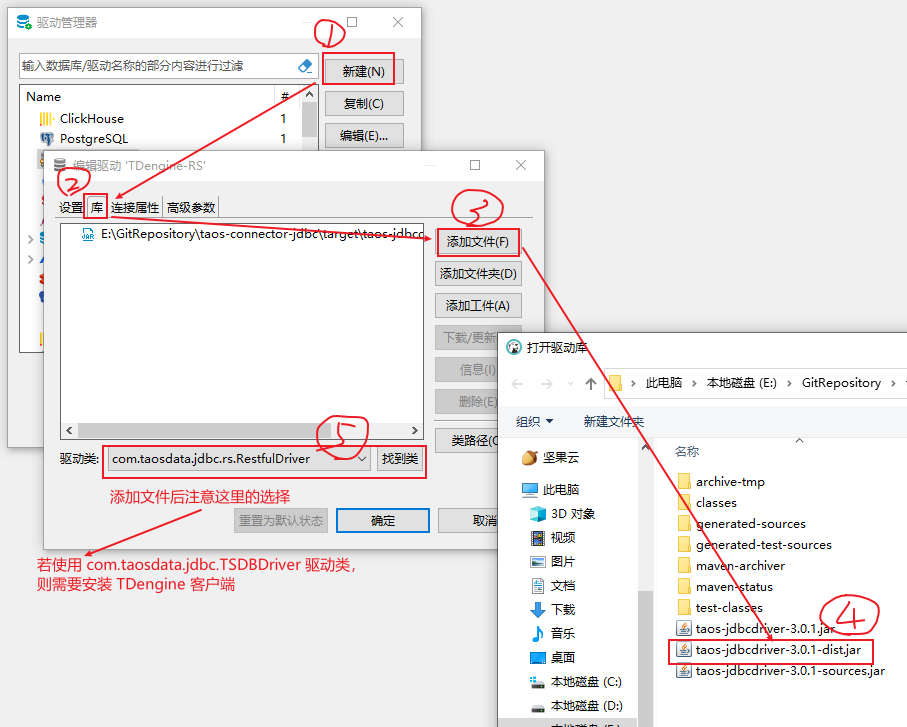 驱动管理器
①
输入数据库/驱动名称的部分内容进行过滤
新建(N)
Name #
复制(C)
ClickHouse 1
PostgreSQL 1
编辑(E)...
编辑驱动 'TDengine-RS'
②
③
设置 库 连接属性 高级参数
E:\GitRepository\taos-connector-jdbc\target\taos-jdbcd
添加文件(F)
添加文件夹(D)
添加工件(A)
下载/更新
信息(I)
删除(E)
类路径(C
⑤
驱动类: com.taosdata.jdbc.rs.RestfulDriver 找到类
添加文件后注意这里的选择
重置为默认状态 确定 取消
若使用 com.taosdata.jdbc.TSDBDriver 驱动类，
则需要安装 TDengine 客户端
打开驱动库
此电脑 本地磁盘 (E:) GitRepository
组织 新建文件夹
名称
坚果云
此电脑
3D 对象
视频
图片
文档
下载
音乐
桌面
本地磁盘 (C:)
本地磁盘 (D:)
archive-tmp
classes
generated-sources
generated-test-sources
maven-archiver
maven-status
test-classes
④
taos-jdbcdriver-3.0.1.jar
taos-jdbcdriver-3.0.1-dist.jar
taos-jdbcdriver-3.0.1-sources.jar